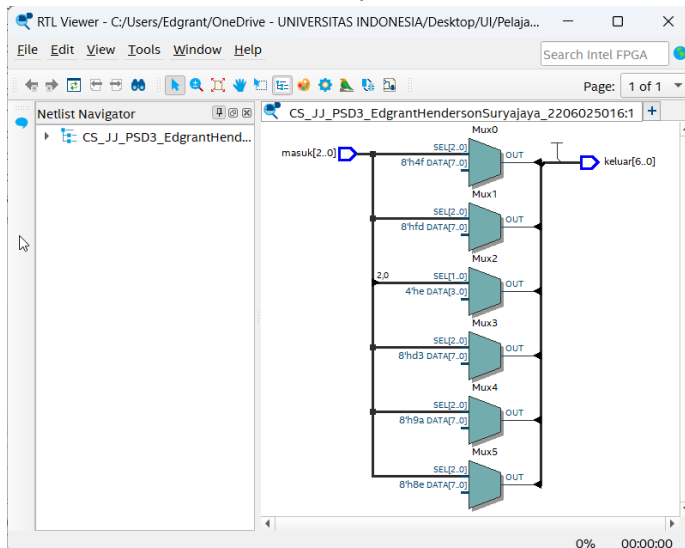 RTL Viewer - C:/Users/Edgrant/OneDrive - UNIVERSITAS INDONESIA/Desktop/UI/Pelaja...
File Edit View Tools Window Help
Search Intel FPGA
Page: 1 of 1
Netlist Navigator
CS_JJ_PSD3_EdgrantHendersonSuryajaya_2206025016:1
CS_JJ_PSD3_EdgrantHend...
Mux0
masuk[2..0]
SEL[2..0]
8'h4f DATA[7..0]
OUT
keluar[6..0]
Mux1
SEL[2..0]
8'hfd DATA[7..0]
OUT
Mux2
2,0
SEL[1..0]
4'he DATA[3..0]
OUT
Mux3
SEL[2..0]
8'hd3 DATA[7..0]
OUT
Mux4
SEL[2..0]
8'h9a DATA[7..0]
OUT
Mux5
SEL[2..0]
8'h8e DATA[7..0]
OUT
0% 00:00:00